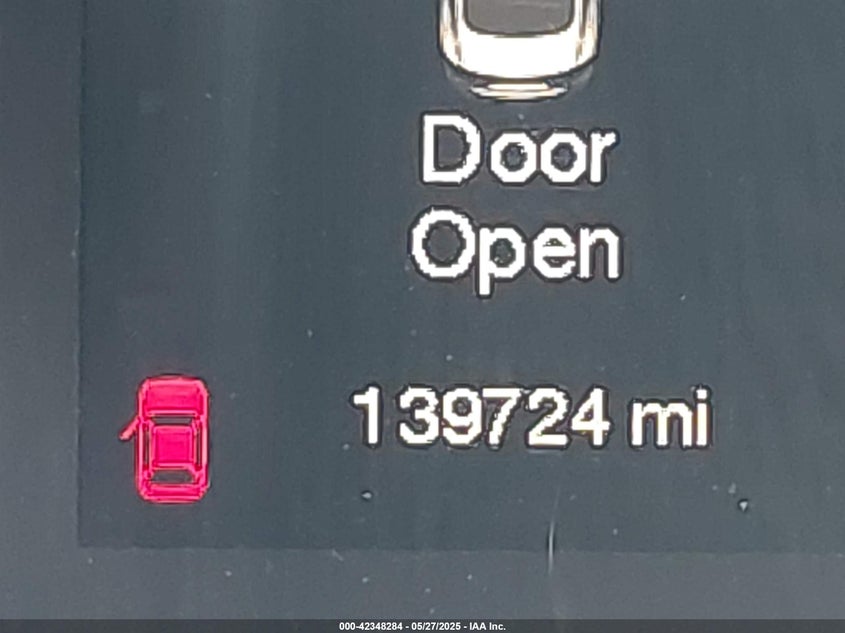 Door
Open
139724 mi
000-42348284 - 05/27/2025 - IAA Inc.